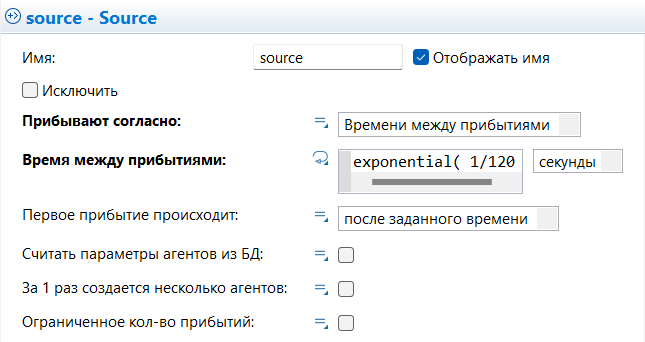 source - Source
Имя: source Отображать имя
Исключить
Прибывают согласно: Времени между прибытиями
Время между прибытиями: exponential( 1/120 секунды
Первое прибытие происходит: после заданного времени
Считать параметры агентов из БД:
За 1 раз создается несколько агентов:
Ограниченное кол-во прибытий: